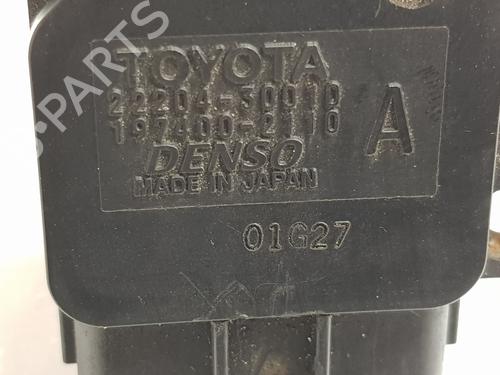 TOYOTA
22204-30010
197400-2110
A
DENSO
MADE IN JAPAN
01G27
PARTS